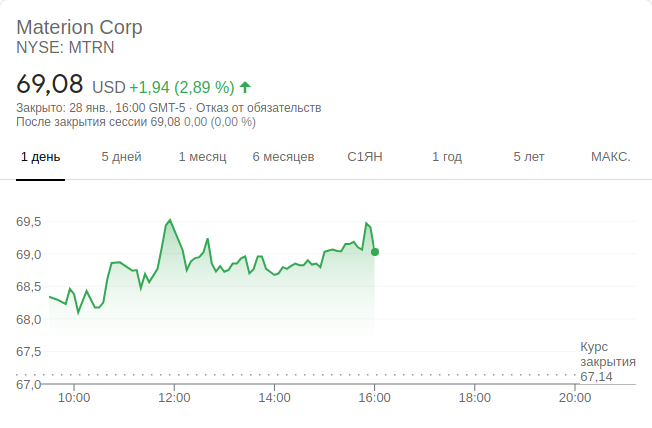 Materion Corp
NYSE: MTRN
69,08 USD +1,94 (2,89 %)
Закрыто: 28 янв., 16:00 GMT-5 · Отказ от обязательств
После закрытия сессии 69,08 0,00 (0,00 %)
1 день 5 дней 1 месяц 6 месяцев С1ЯН 1 год 5 лет МАКС.
69,5
69,0
68,5
68,0
67,5
67,0
Курс
закрытия
67,14
10:00 12:00 14:00 16:00 18:00 20:00